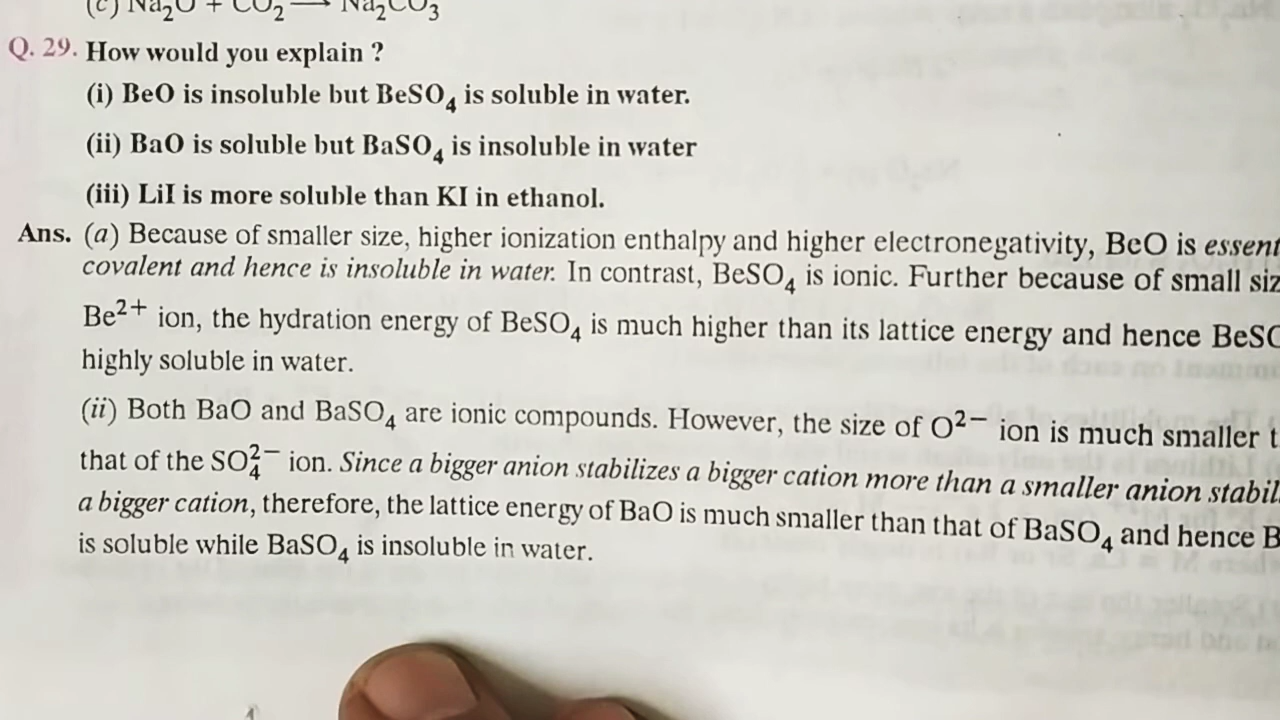 (c) Na₂O + CO₂ ⟶ Na₂CO₃
Q. 29. How would you explain ?
(i) BeO is insoluble but BeSO₄ is soluble in water.
(ii) BaO is soluble but BaSO₄ is insoluble in water
(iii) LiI is more soluble than KI in ethanol.
Ans. (a) Because of smaller size, higher ionization enthalpy and higher electronegativity, BeO is essent
covalent and hence is insoluble in water. In contrast, BeSO₄ is ionic. Further because of small siz
Be²⁺ ion, the hydration energy of BeSO₄ is much higher than its lattice energy and hence BeSO
highly soluble in water.
(ii) Both BaO and BaSO₄ are ionic compounds. However, the size of O²⁻ ion is much smaller t
that of the SO₄²⁻ ion. Since a bigger anion stabilizes a bigger cation more than a smaller anion stabil
a bigger cation, therefore, the lattice energy of BaO is much smaller than that of BaSO₄ and hence B
is soluble while BaSO₄ is insoluble in water.